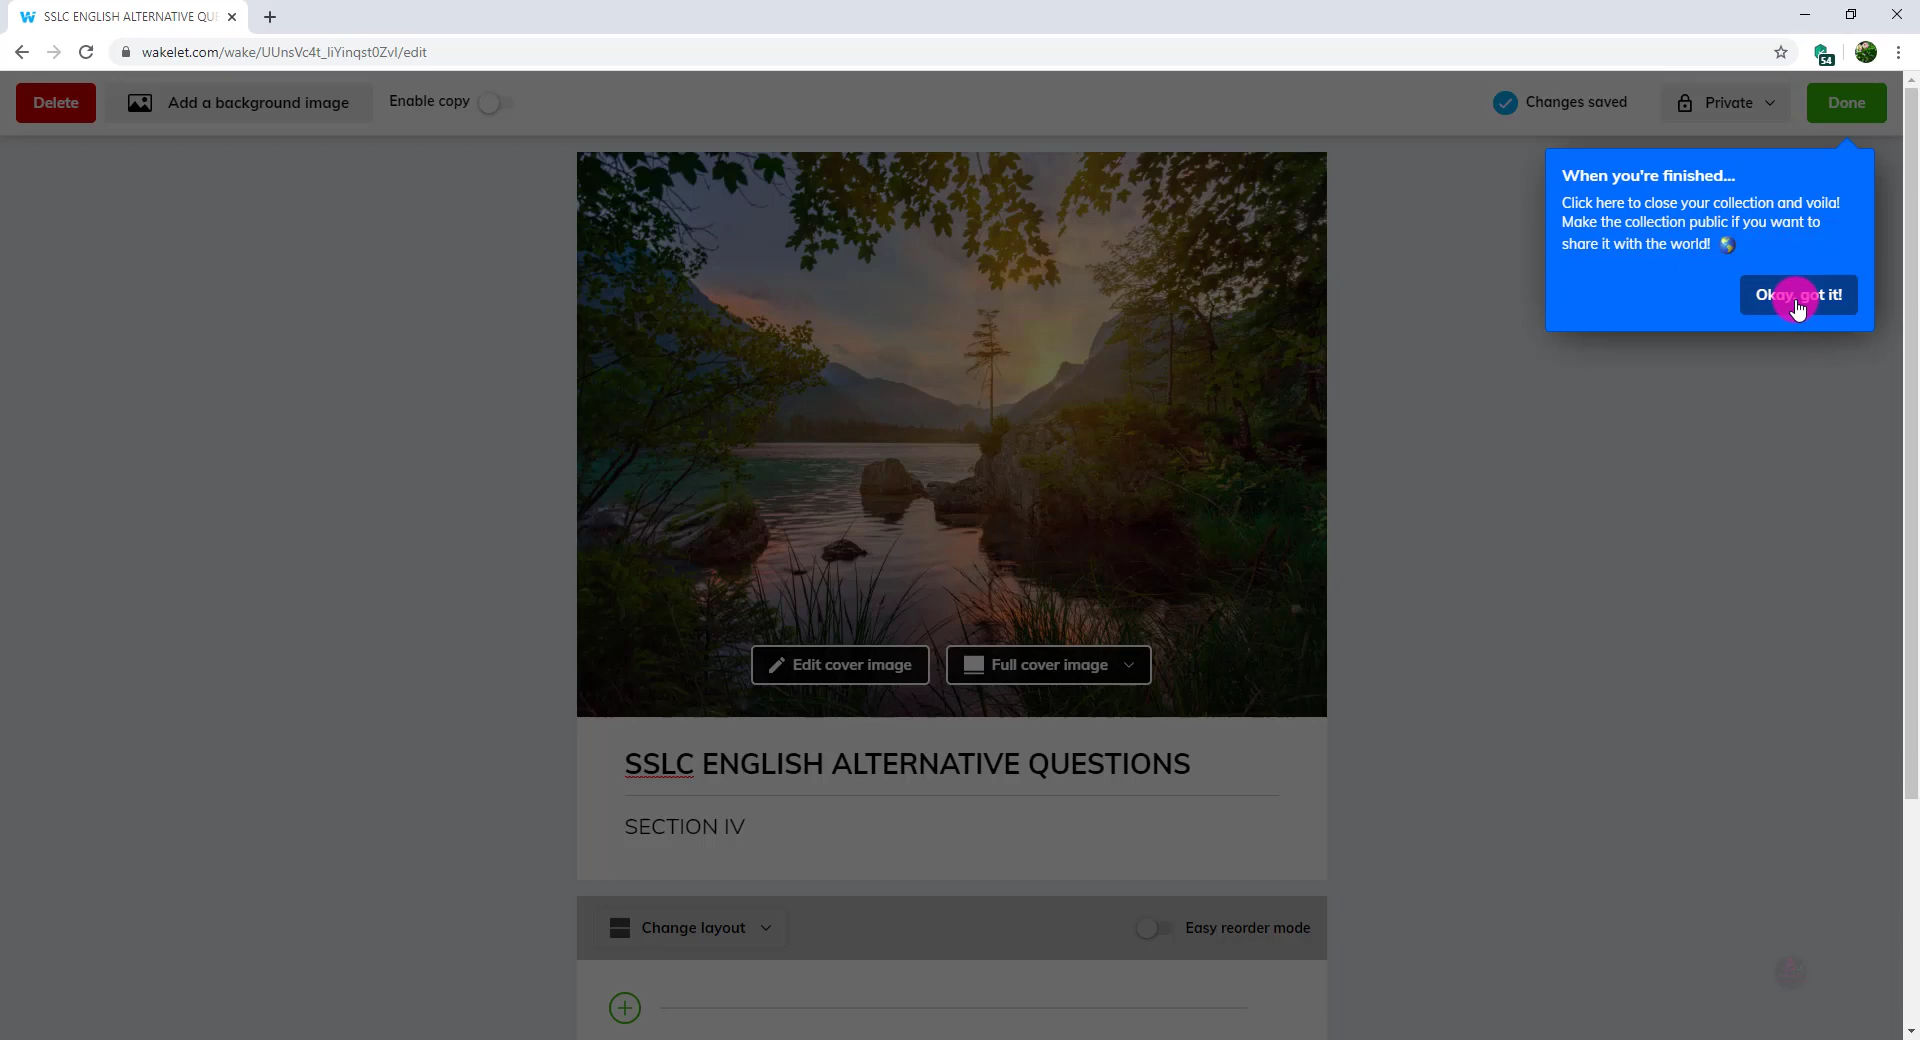 SSLC ENGLISH ALTERNATIVE QUE
wakelet.com/wake/UUnsVc4t_liYinqst0Zvl/edit
54
Delete
Add a background image
Enable copy
Changes saved
Private
Done
When you're finished...
Click here to close your collection and voila!
Make the collection public if you want to
share it with the world!
Okay, got it!
Edit cover image
Full cover image
SSLC ENGLISH ALTERNATIVE QUESTIONS
SECTION IV
Change layout
Easy reorder mode